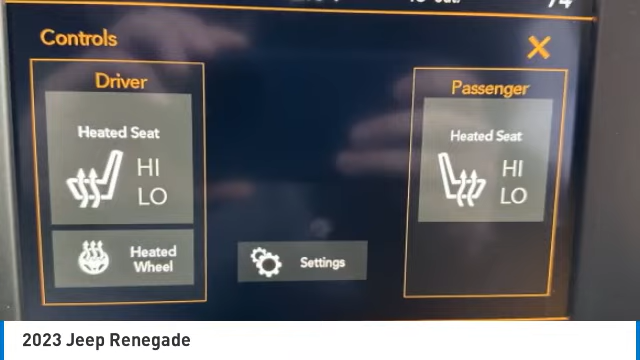 Controls
Driver
Heated Seat
HI
LO
Heated
Wheel
Settings
Passenger
Heated Seat
HI
LO
2023 Jeep Renegade